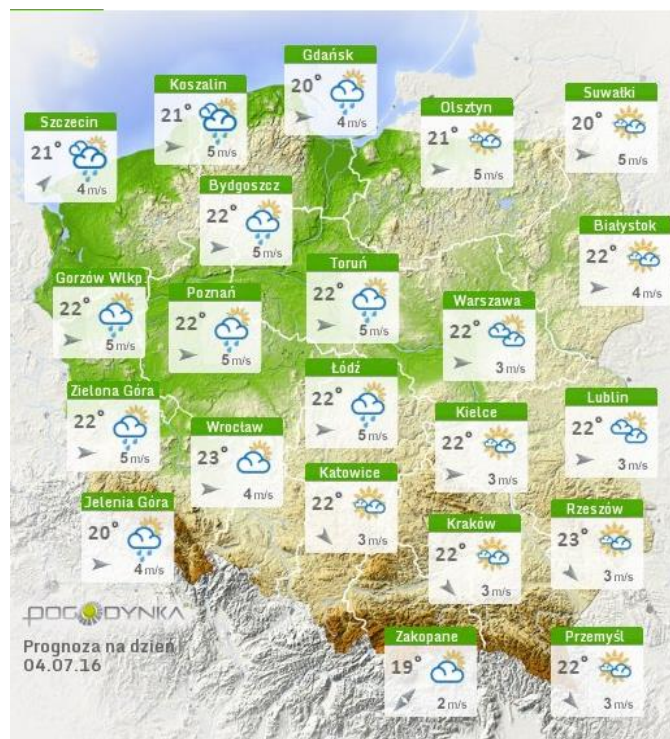 Gdańsk
20°
4 m/s
Koszalin
21°
5 m/s
Suwałki
20°
5 m/s
Olsztyn
21°
5 m/s
Szczecin
21°
4 m/s
Bydgoszcz
22°
5 m/s
Białystok
22°
4 m/s
Toruń
22°
5 m/s
Gorzów Wlkp
22°
5 m/s
Poznań
22°
5 m/s
Warszawa
22°
3 m/s
Łódź
22°
5 m/s
Zielona Góra
22°
5 m/s
Lublin
22°
3 m/s
Kielce
22°
3 m/s
Wrocław
23°
4 m/s
Katowice
22°
3 m/s
Jelenia Góra
20°
4 m/s
Rzeszów
23°
3 m/s
Kraków
22°
3 m/s
POGODYNKA
Prognoza na dzień
04.07.16
Zakopane
19°
2 m/s
Przemyśl
22°
3 m/s